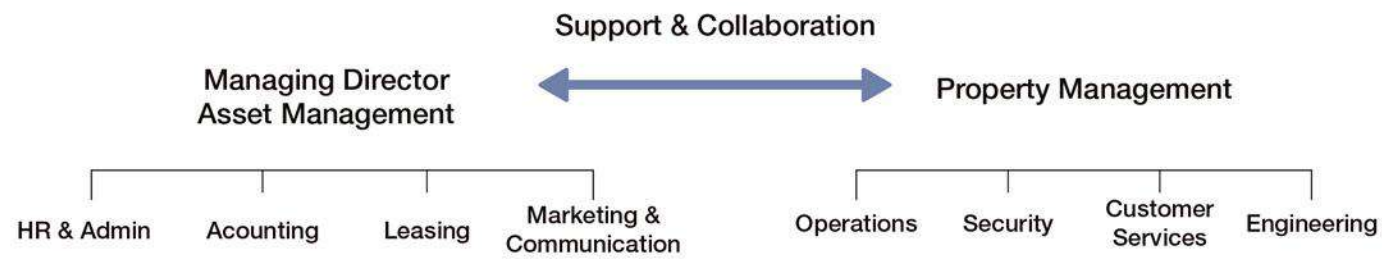 Support & Collaboration
Managing Director
Asset Management
Property Management
HR & Admin
Acounting
Leasing
Marketing &
Communication
Operations
Security
Customer
Services
Engineering